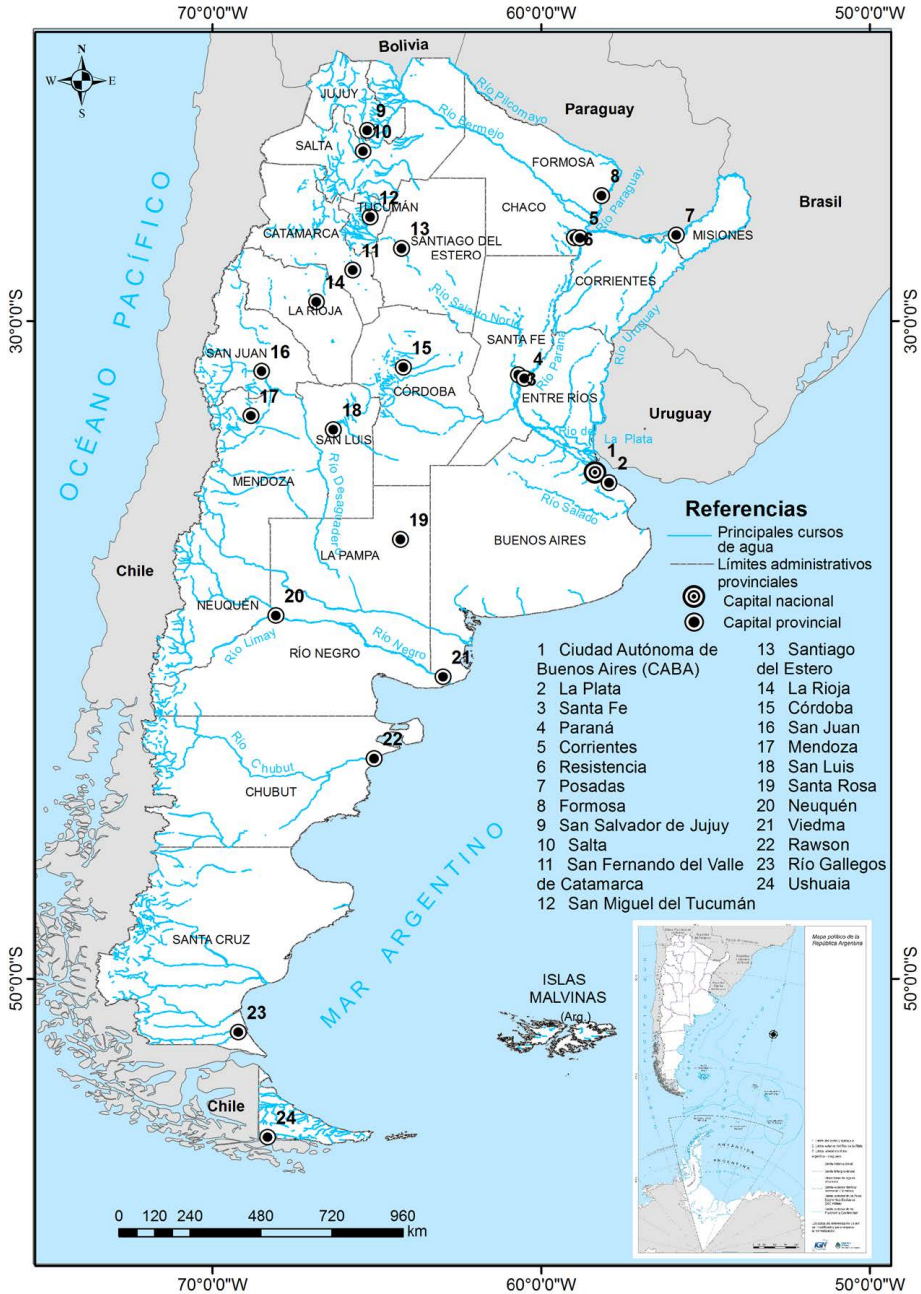 70°0'0"W
60°0'0"W
50°0'0"W
N
W
E
S
Bolivia
Paraguay
Brasil
Uruguay
Chile
Chile
OCÉANO PACÍFICO
MAR ARGENTINO
JUJUY
9
10
SALTA
Río Pilcomayo
Río Bermejo
FORMOSA
8
Río Paraguay
12
TUCUMÁN
CHACO
5
6
7
MISIONES
CATAMARCA
13
SANTIAGO DEL
ESTERO
11
CORRIENTES
14
LA RIOJA
Río Salado Norte
Río Uruguay
30°0'0"S
30°0'0"S
SANTA FE
Río Paraná
SAN JUAN
16
15
CÓRDOBA
4
3
ENTRE RÍOS
17
18
SAN LUIS
Río de La Plata
1
2
MENDOZA
Río Desaguadero
Río Salado
19
LA PAMPA
BUENOS AIRES
NEUQUÉN
20
Río Limay
Río Negro
RÍO NEGRO
21
22
Río Chubut
CHUBUT
SANTA CRUZ
23
24
ISLAS
MALVINAS
(Arg.)
50°0'0"S
50°0'0"S
Referencias
Principales cursos
de agua
Límites administrativos
provinciales
Capital nacional
Capital provincial
1 Ciudad Autónoma de
Buenos Aires (CABA)
2 La Plata
3 Santa Fe
4 Paraná
5 Corrientes
6 Resistencia
7 Posadas
8 Formosa
9 San Salvador de Jujuy
10 Salta
11 San Fernando del Valle
de Catamarca
12 San Miguel del Tucumán
13 Santiago
del Estero
14 La Rioja
15 Córdoba
16 San Juan
17 Mendoza
18 San Luis
19 Santa Rosa
20 Neuquén
21 Viedma
22 Rawson
23 Río Gallegos
24 Ushuaia
Mapa político de la
República Argentina
ANTÁRTIDA
ARGENTINA
IGN
0 120 240 480 720 960
km
70°0'0"W
60°0'0"W
50°0'0"W